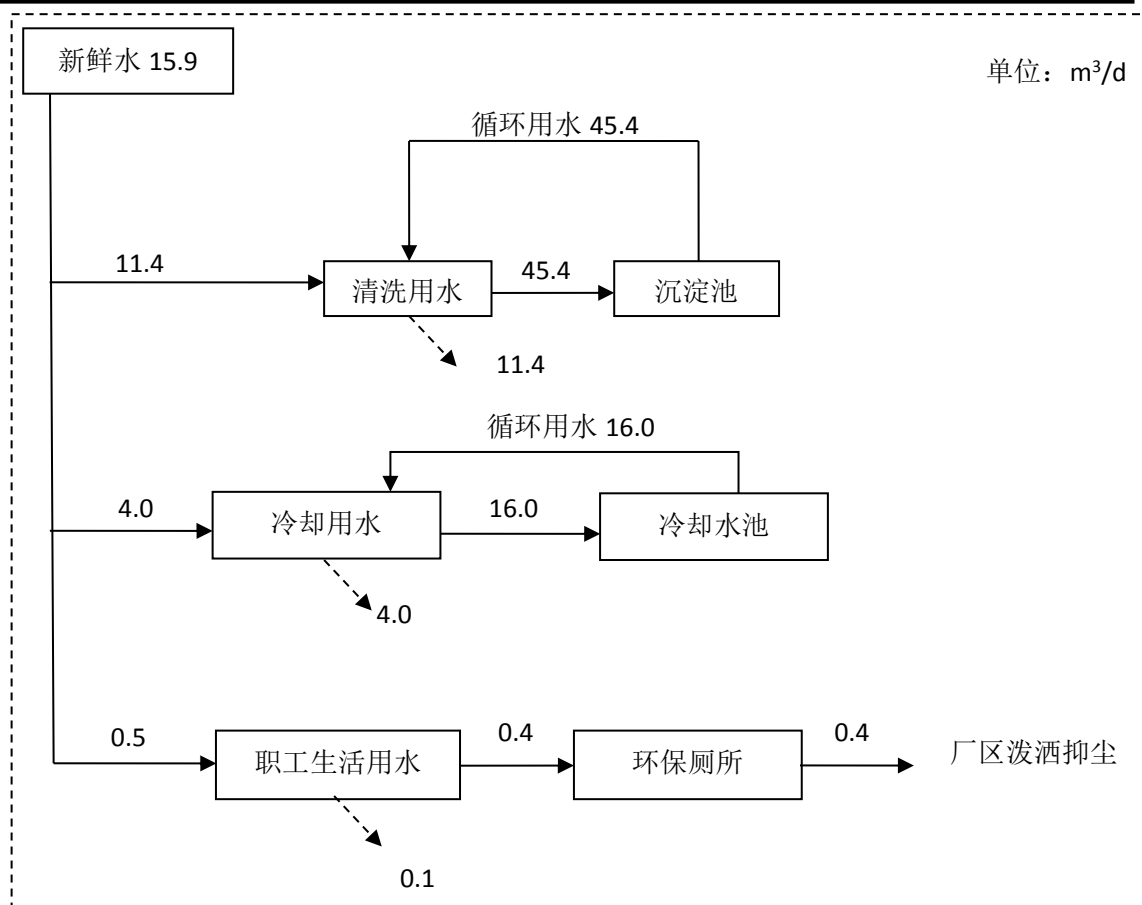 新鲜水 15.9
单位：m³/d
循环用水 45.4
11.4
清洗用水
45.4
沉淀池
11.4
循环用水 16.0
4.0
冷却用水
16.0
冷却水池
4.0
0.5
职工生活用水
0.4
环保厕所
0.4
厂区泼洒抑尘
0.1